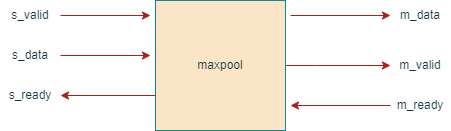 s_valid
m_data
s_data
maxpool
m_valid
s_ready
m_ready